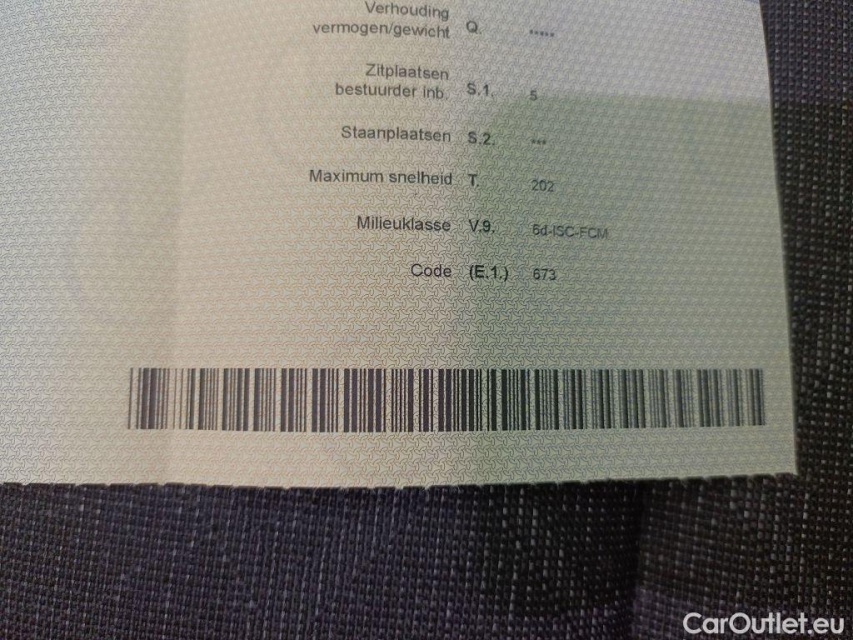 Verhouding
vermogen/gewicht Q. *****
Zitplaatsen
bestuurder inb. S.1. 5
Staanplaatsen S.2. ***
Maximum snelheid T. 202
Milieuklasse V.9. 6d-ISC-FCM
Code (E.1.) 673
CarOutlet.eu